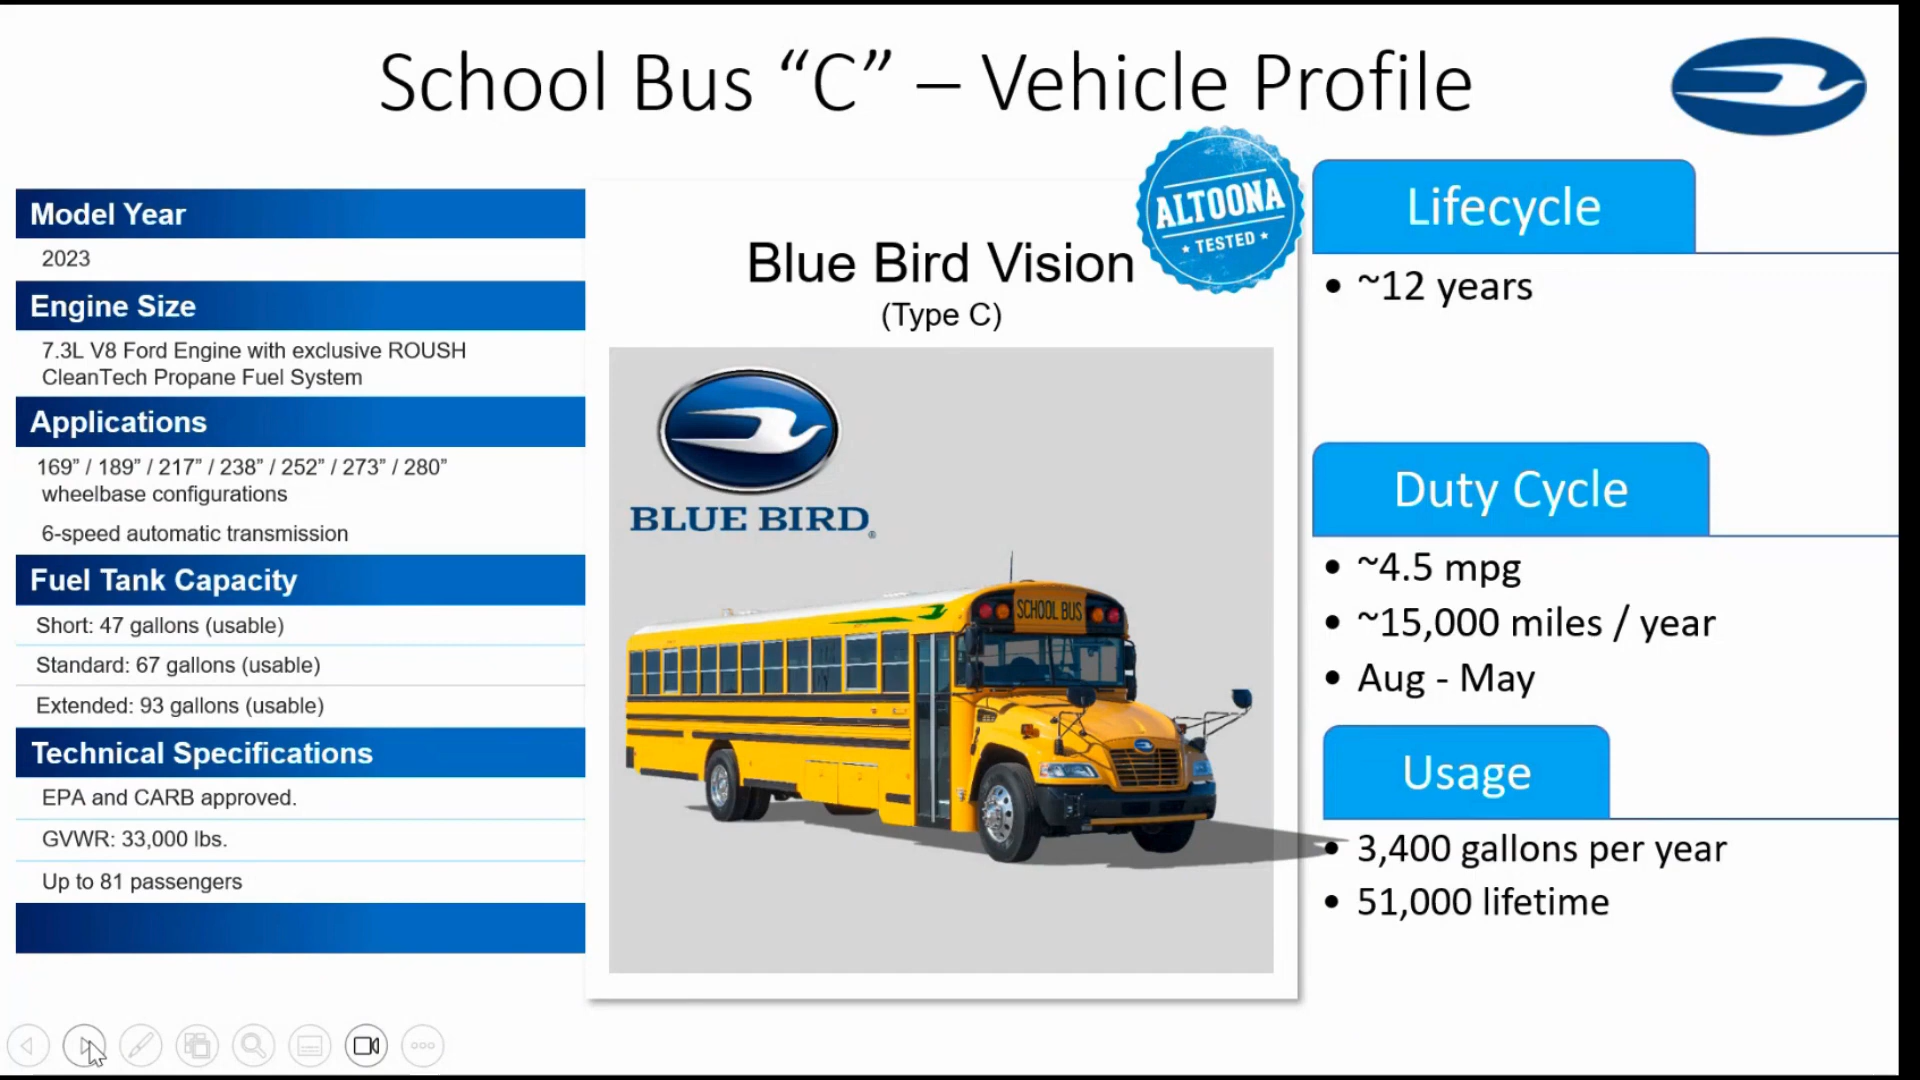 School Bus “C” – Vehicle Profile
Model Year
2023
Engine Size
7.3L V8 Ford Engine with exclusive ROUSH
CleanTech Propane Fuel System
Applications
169” / 189” / 217” / 238” / 252” / 273” / 280”
wheelbase configurations
6-speed automatic transmission
Fuel Tank Capacity
Short: 47 gallons (usable)
Standard: 67 gallons (usable)
Extended: 93 gallons (usable)
Technical Specifications
EPA and CARB approved.
GVWR: 33,000 lbs.
Up to 81 passengers
ALTOONA
TESTED
Blue Bird Vision
(Type C)
BLUE BIRD®
SCHOOL BUS
Lifecycle
• ~12 years
Duty Cycle
• ~4.5 mpg
• ~15,000 miles / year
• Aug - May
Usage
• 3,400 gallons per year
• 51,000 lifetime